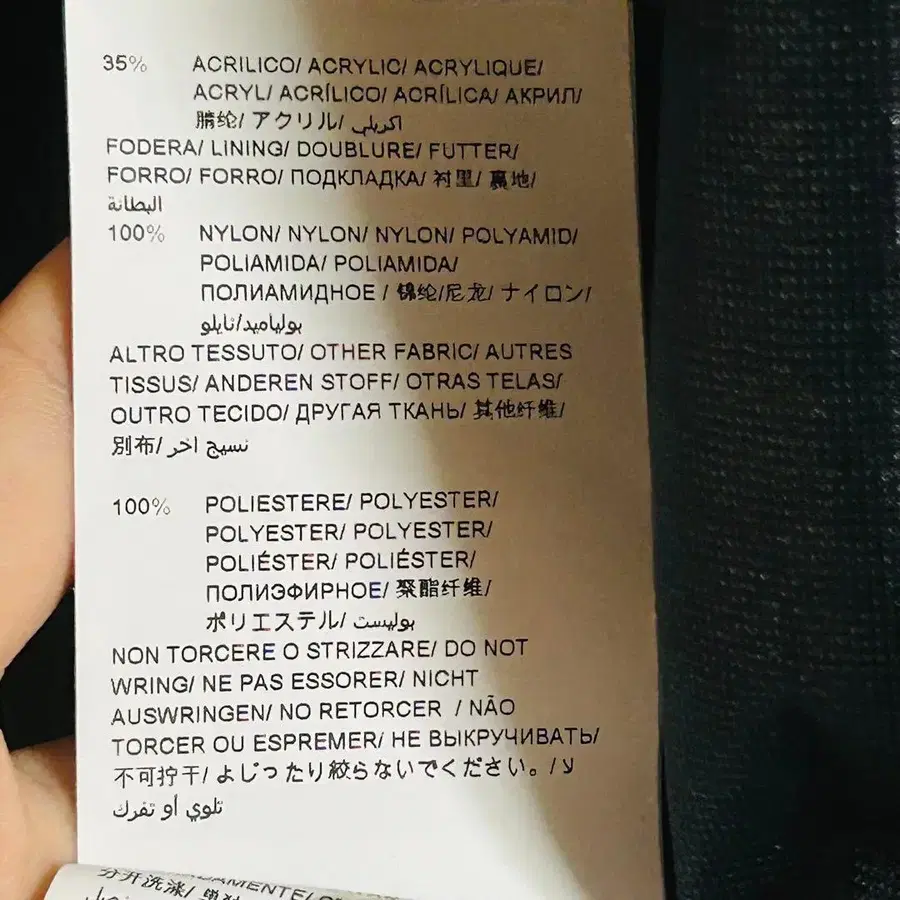 35% ACRILICO/ ACRYLIC/ ACRYLIQUE/
ACRYL/ ACRÍLICO/ ACRÍLICA/ АКРИЛ/
腈纶/ アクリル/ اكريلي
FODERA/ LINING/ DOUBLURE/ FUTTER/
FORRO/ FORRO/ ПОДКЛАДКА/ 衬里/ 裏地/
البطانة
100% NYLON/ NYLON/ NYLON/ POLYAMID/
POLIAMIDA/ POLIAMIDA/
ПОЛИАМИДНОЕ / 锦纶/尼龙/ ナイロン/
بولياميد/نايلو
ALTRO TESSUTO/ OTHER FABRIC/ AUTRES
TISSUS/ ANDEREN STOFF/ OTRAS TELAS/
OUTRO TECIDO/ ДРУГАЯ ТКАНЬ/ 其他纤维/
別布/ نسيج اخر
100% POLIESTERE/ POLYESTER/
POLYESTER/ POLYESTER/
POLIÉSTER/ POLIÉSTER/
ПОЛИЭФИРНОЕ/ 聚酯纤维/
ポリエステル/ بوليست
NON TORCERE O STRIZZARE/ DO NOT
WRING/ NE PAS ESSORER/ NICHT
AUSWRINGEN/ NO RETORCER / NÃO
TORCER OU ESPREMER/ НЕ ВЫКРУЧИВАТЬ/
不可拧干/ よじったり絞らないでください。/ لا
تلوي أو تفرك
分开洗涤/